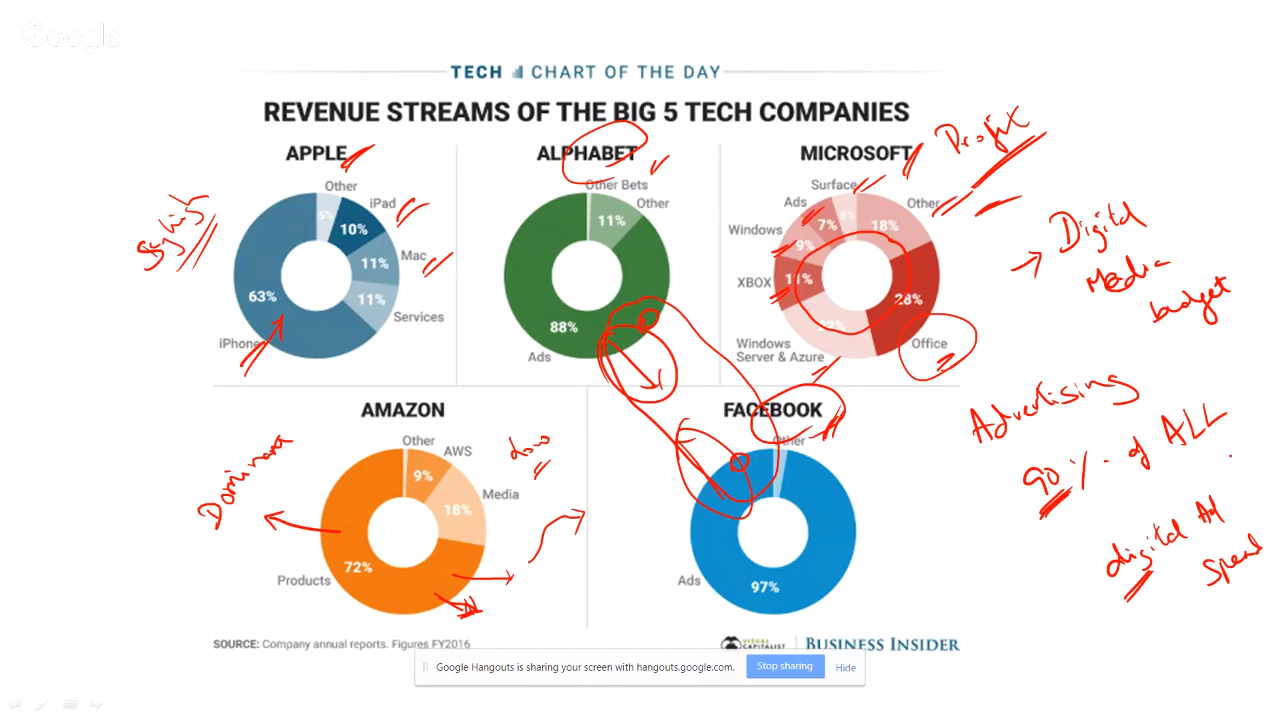 Google
TECH CHART OF THE DAY
REVENUE STREAMS OF THE BIG 5 TECH COMPANIES
APPLE
Other
5%
iPad
10%
Mac
11%
Services
11%
iPhone
63%
ALPHABET
Other Bets
Other
11%
Ads
88%
MICROSOFT
Surface
Ads
7%
Windows
9%
XBOX
11%
Windows
Server & Azure
Other
18%
28%
Office
Profit
→ Digital
Media
budget
AMAZON
Other
AWS
9%
Media
18%
Products
72%
Dominant
low
FACEBOOK
Other
Ads
97%
Advertising
90% of ALL
digital Ad
spend
SOURCE: Company annual reports. Figures FY2016
VISUAL
CAPITALIST
BUSINESS INSIDER
Google Hangouts is sharing your screen with hangouts.google.com.
Stop sharing
Hide